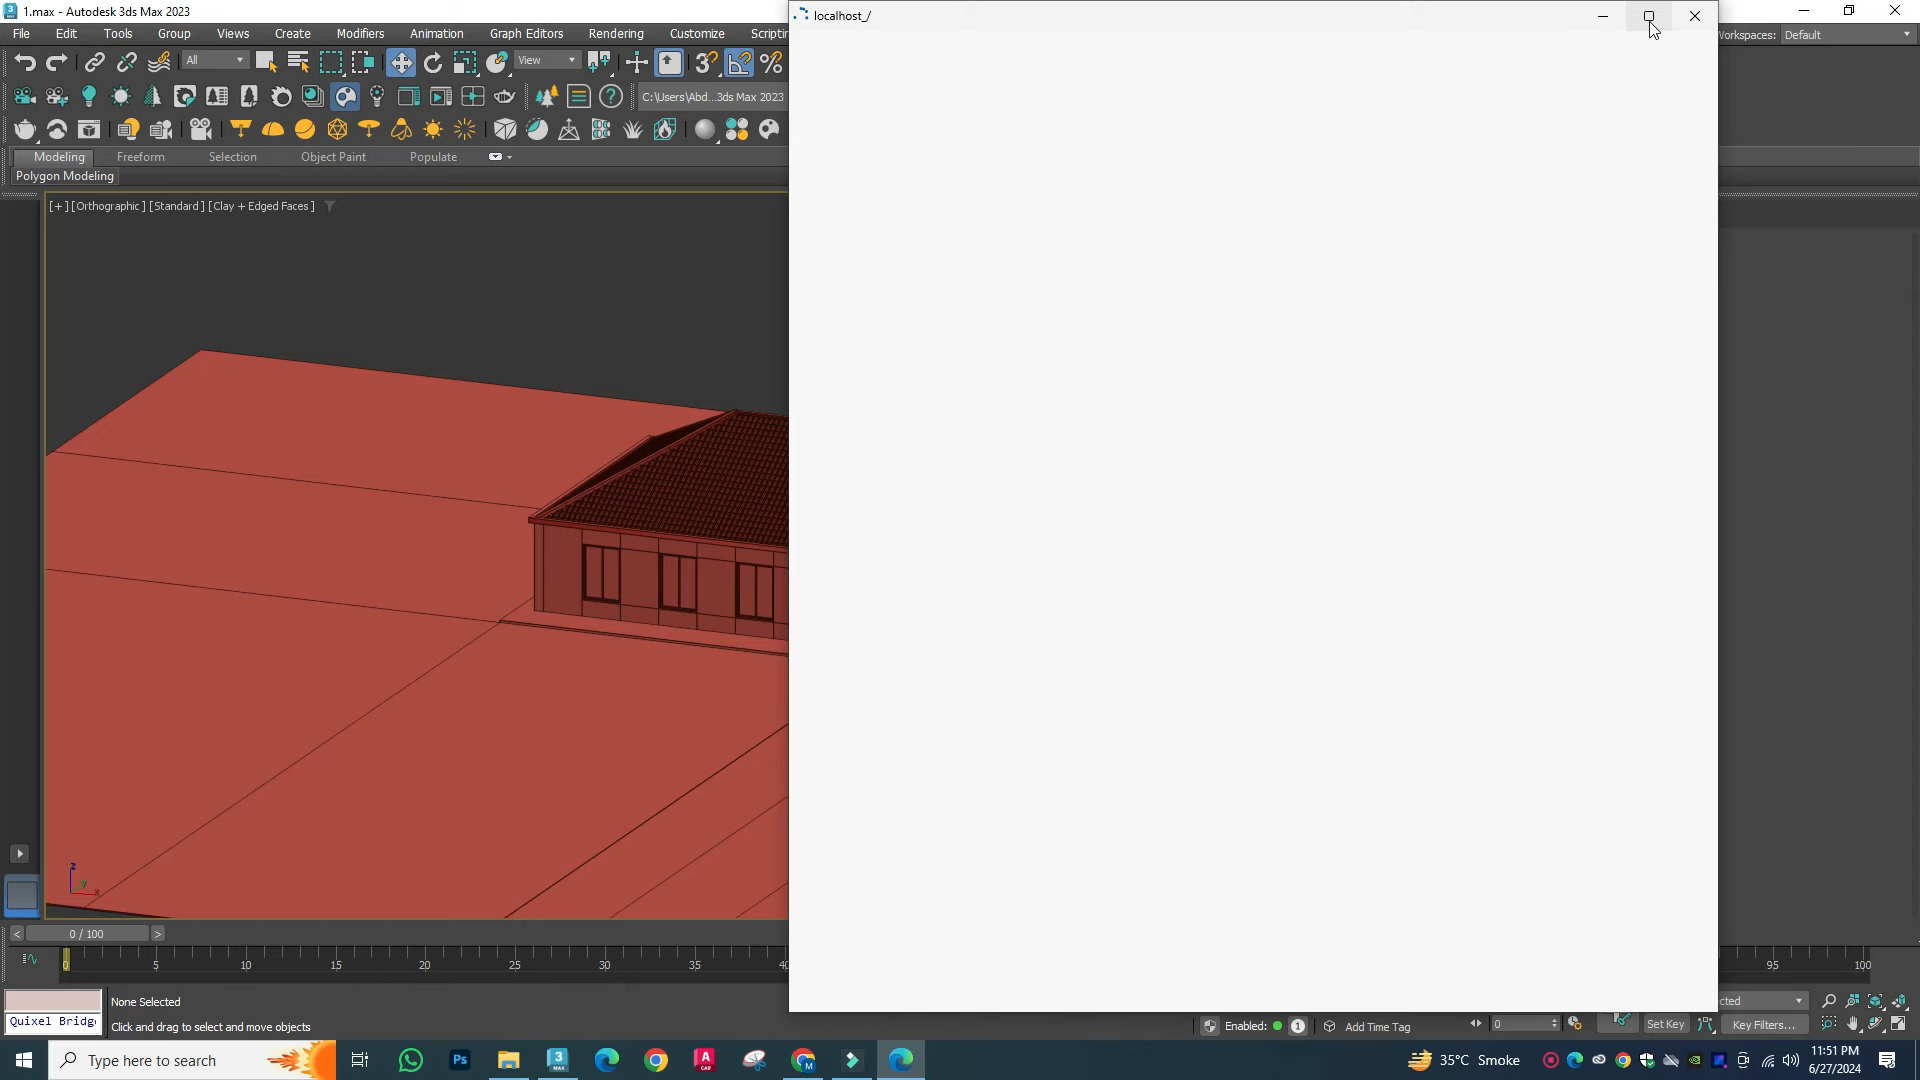 1.max - Autodesk 3ds Max 2023
localhost_/
File Edit Tools Group Views Create Modifiers Animation Graph Editors Rendering Customize Scriptin
Workspaces: Default
All View
C:\Users\Abd...3ds Max 2023
Modeling Freeform Selection Object Paint Populate
Polygon Modeling
[+] [Orthographic] [Standard] [Clay + Edged Faces]
z
y
x
< 0 / 100 >
0 5 10 15 20 25 30 35 40 95 100
None Selected
cted
Quixel Bridg
Click and drag to select and move objects
Enabled: 1 Add Time Tag 0 Set Key Key Filters...
Type here to search
35°C Smoke
11:51 PM
6/27/2024